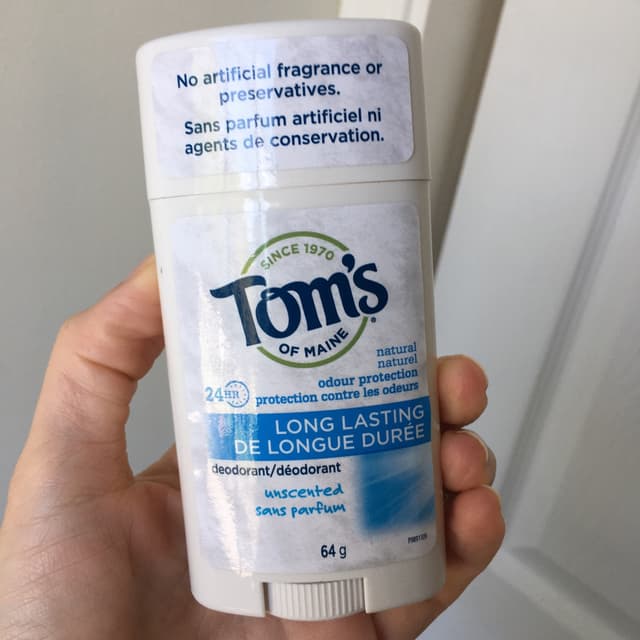 No artificial fragrance or
preservatives.
Sans parfum artificiel ni
agents de conservation.
SINCE 1970
Tom's
OF MAINE
natural
naturel
odour protection
24HR protection contre les odeurs
LONG LASTING
DE LONGUE DURÉE
deodorant/déodorant
unscented
sans parfum
64 g